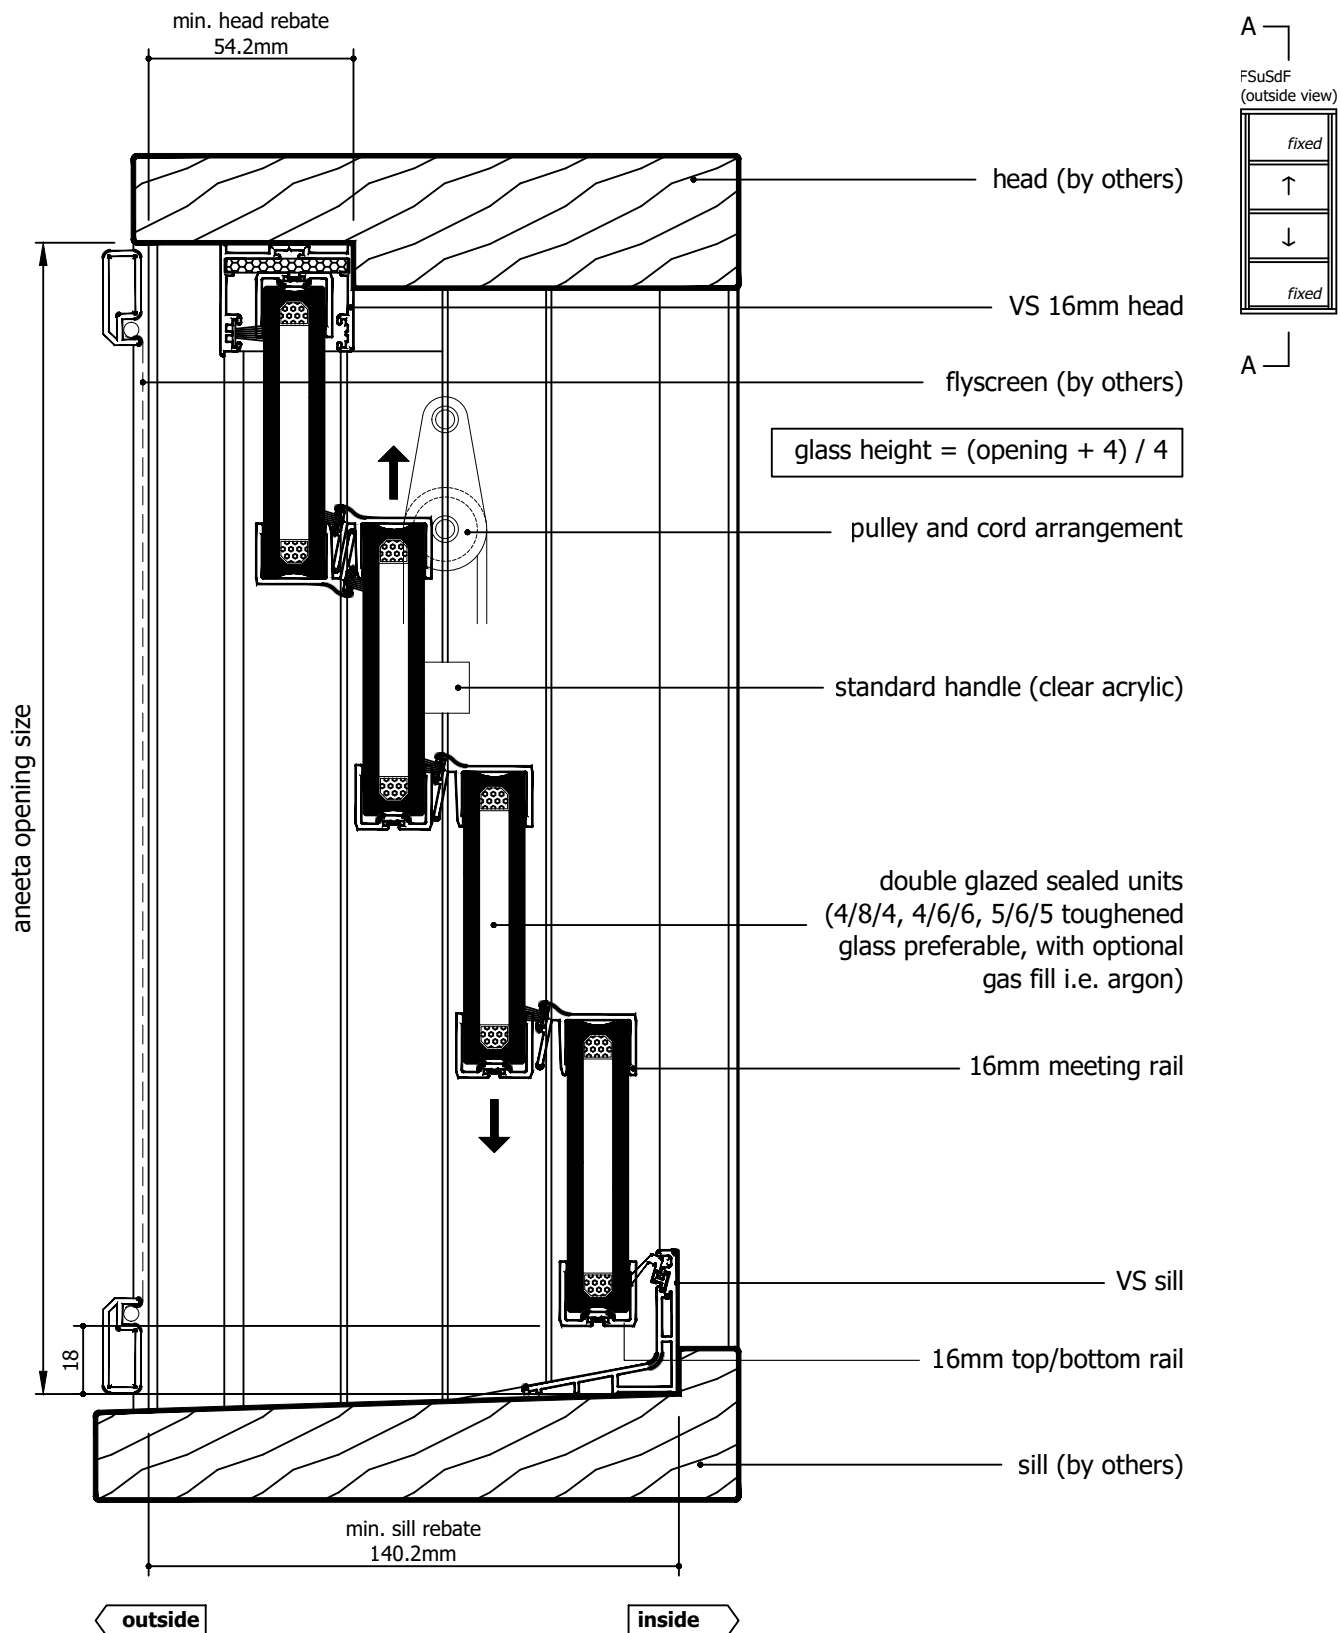 min. head rebate
54.2mm
A
FSuSdF
(outside view)
fixed
fixed
A
head (by others)
VS 16mm head
flyscreen (by others)
glass height = (opening + 4) / 4
pulley and cord arrangement
standard handle (clear acrylic)
aneeta opening size
double glazed sealed units
(4/8/4, 4/6/6, 5/6/5 toughened
glass preferable, with optional
gas fill i.e. argon)
16mm meeting rail
VS sill
18
16mm top/bottom rail
sill (by others)
min. sill rebate
140.2mm
outside
inside